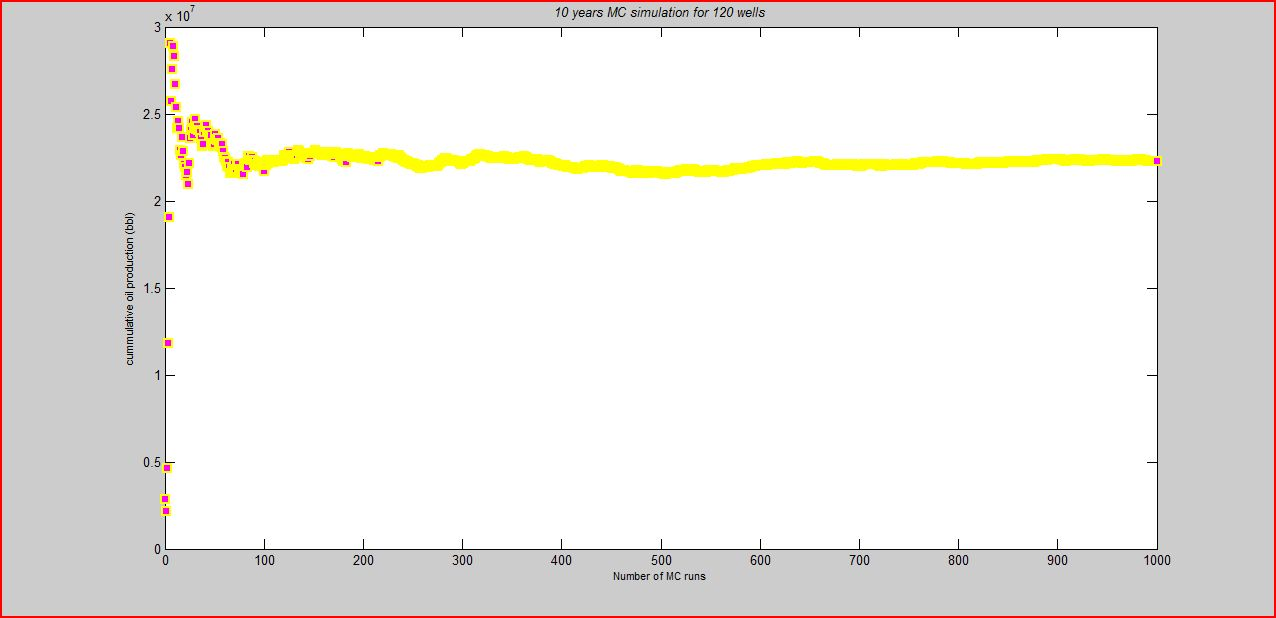 10 years MC simulation for 120 wells
x 10^7
3
2.5
2
1.5
1
0.5
0
cummulative oil production (bbl)
0 100 200 300 400 500 600 700 800 900 1000
Number of MC runs